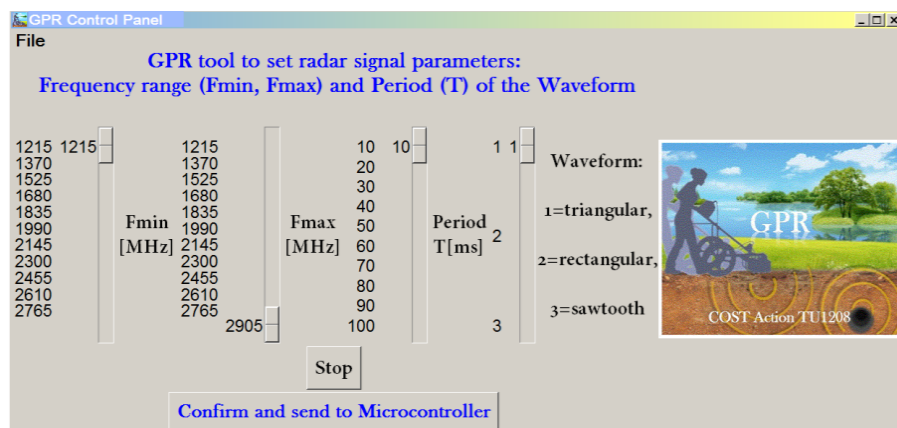 GPR Control Panel
File
GPR tool to set radar signal parameters:
Frequency range (Fmin, Fmax) and Period (T) of the Waveform
1215
1370
1525
1680
1835
1990
2145
2300
2455
2610
2765
1215
Fmin
[MHz]
1215
1370
1525
1680
1835
1990
2145
2300
2455
2610
2765
2905
Fmax
[MHz]
10
20
30
40
50
60
70
80
90
100
10
Period
T[ms]
1
2
3
1
Waveform:
1=triangular,
2=rectangular,
3=sawtooth
GPR
COST Action TU1208
Stop
Confirm and send to Microcontroller